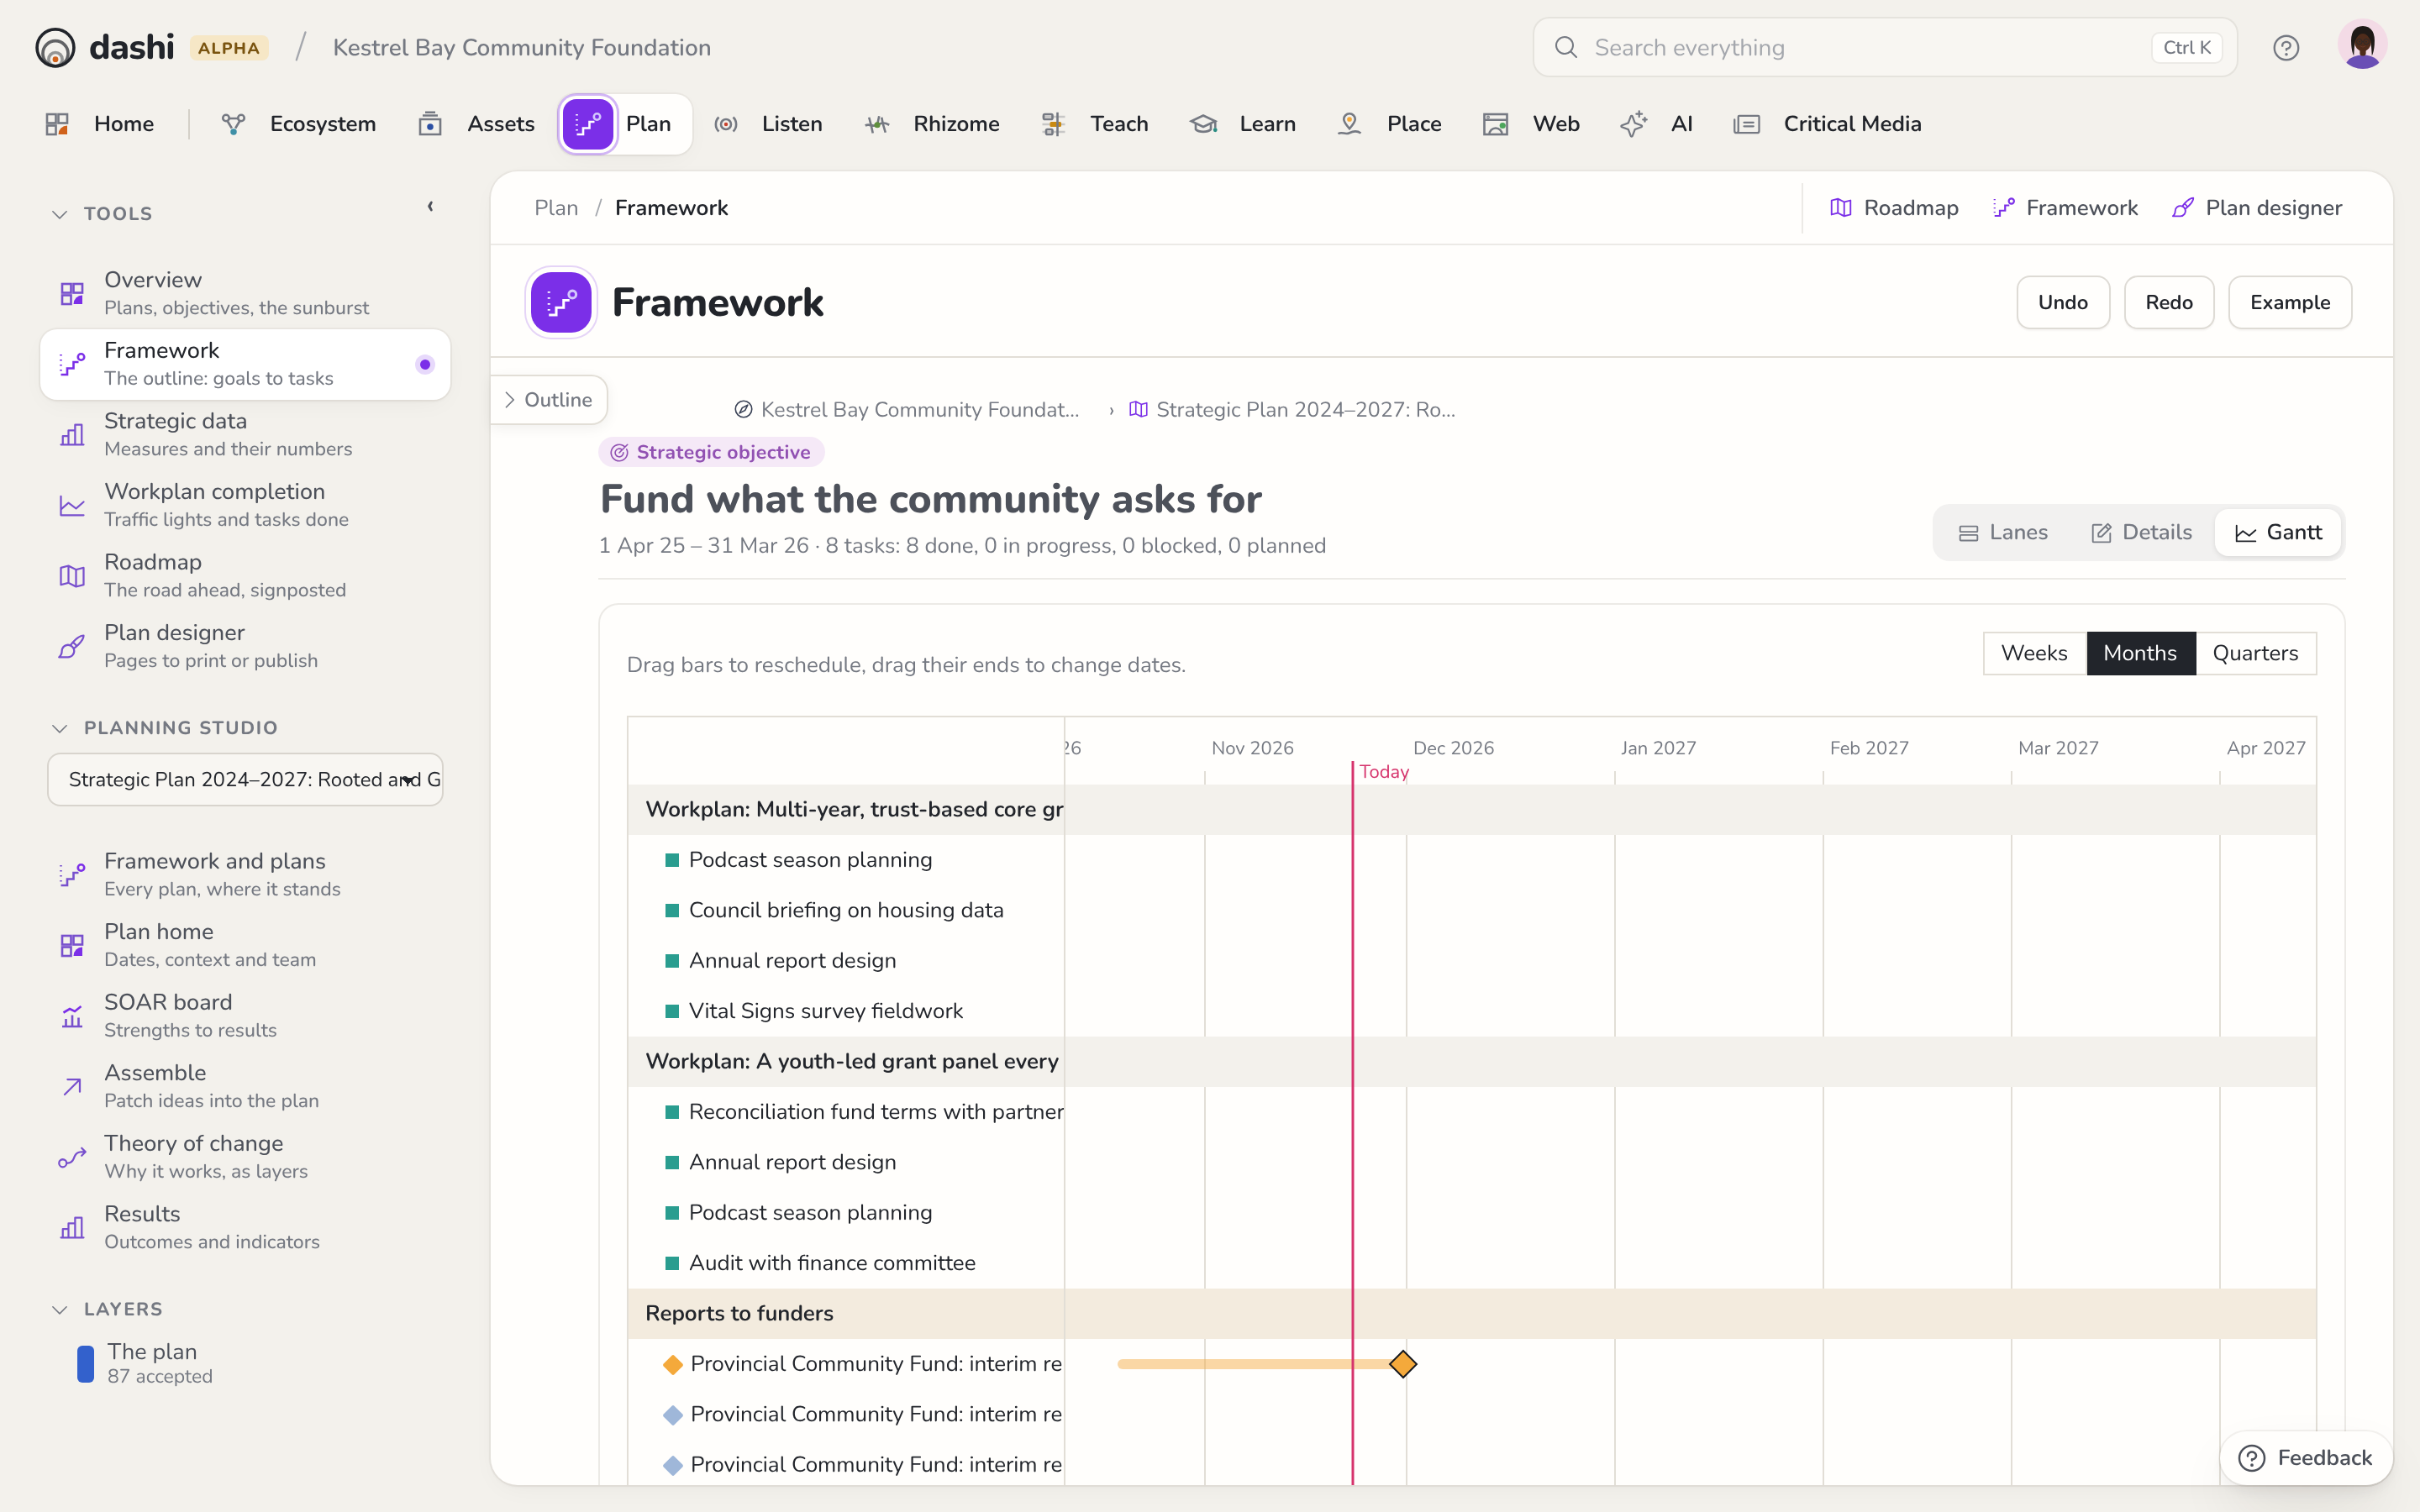 dashi ALPHA / Kestrel Bay Community Foundation
Search everything
Ctrl K
Home
Ecosystem
Assets
Plan
Listen
Rhizome
Teach
Learn
Place
Web
AI
Critical Media
TOOLS
Overview
Plans, objectives, the sunburst
Framework
The outline: goals to tasks
Strategic data
Measures and their numbers
Workplan completion
Traffic lights and tasks done
Roadmap
The road ahead, signposted
Plan designer
Pages to print or publish
PLANNING STUDIO
Strategic Plan 2024–2027: Rooted and G
Framework and plans
Every plan, where it stands
Plan home
Dates, context and team
SOAR board
Strengths to results
Assemble
Patch ideas into the plan
Theory of change
Why it works, as layers
Results
Outcomes and indicators
LAYERS
The plan
87 accepted
Plan / Framework
Roadmap
Framework
Plan designer
Framework
Undo
Redo
Example
Outline
Kestrel Bay Community Foundat... › Strategic Plan 2024–2027: Ro...
Strategic objective
Fund what the community asks for
1 Apr 25 – 31 Mar 26 · 8 tasks: 8 done, 0 in progress, 0 blocked, 0 planned
Lanes
Details
Gantt
Drag bars to reschedule, drag their ends to change dates.
Weeks
Months
Quarters
26
Nov 2026
Dec 2026
Jan 2027
Feb 2027
Mar 2027
Apr 2027
Today
Workplan: Multi-year, trust-based core gr
Podcast season planning
Council briefing on housing data
Annual report design
Vital Signs survey fieldwork
Workplan: A youth-led grant panel every
Reconciliation fund terms with partner
Annual report design
Podcast season planning
Audit with finance committee
Reports to funders
Provincial Community Fund: interim re
Provincial Community Fund: interim re
Provincial Community Fund: interim re
Feedback